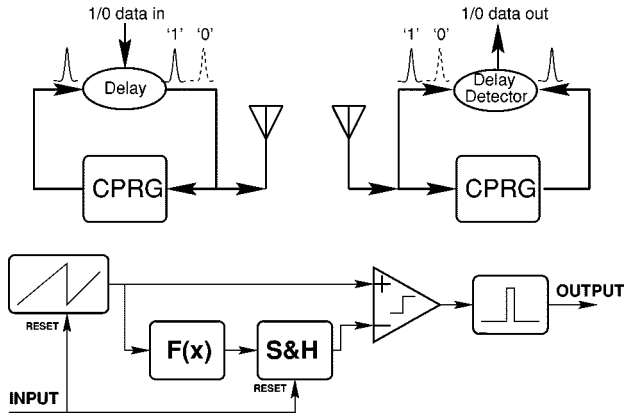 1/0 data in
'1' '0'
Delay
CPRG
1/0 data out
'1' '0'
Delay
Detector
CPRG
RESET
F(x)
S&H
RESET
+
−
OUTPUT
INPUT